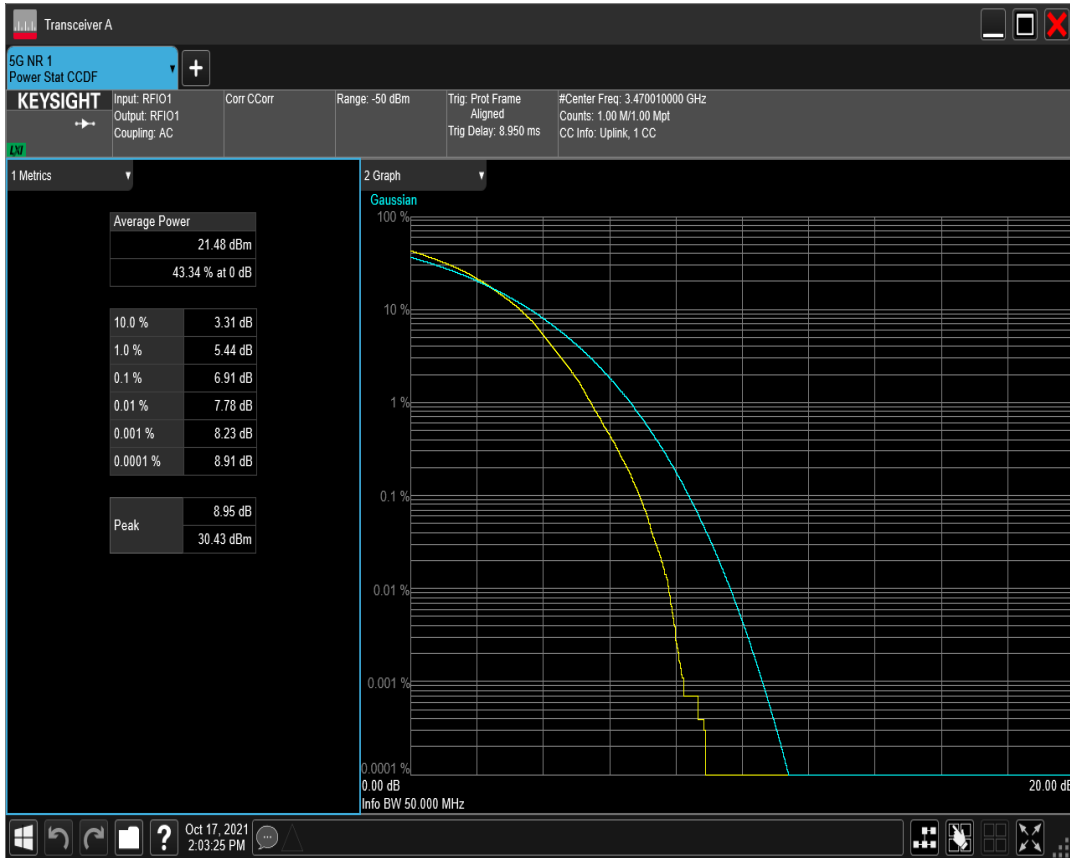 Transceiver A
5G NR 1
Power Stat CCDF
+
KEYSIGHT
LXI
Input: RFIO1
Output: RFIO1
Coupling: AC
Corr CCorr
Range: -50 dBm
Trig: Prot Frame
Aligned
Trig Delay: 8.950 ms
#Center Freq: 3.470010000 GHz
Counts: 1.00 M/1.00 Mpt
CC Info: Uplink, 1 CC
1 Metrics
Average Power
21.48 dBm
43.34 % at 0 dB
10.0 % 3.31 dB
1.0 % 5.44 dB
0.1 % 6.91 dB
0.01 % 7.78 dB
0.001 % 8.23 dB
0.0001 % 8.91 dB
Peak
8.95 dB
30.43 dBm
2 Graph
Gaussian
100 %
10 %
1 %
0.1 %
0.01 %
0.001 %
0.0001 %
0.00 dB 20.00 dB
Info BW 50.000 MHz
?
Oct 17, 2021
2:03:25 PM